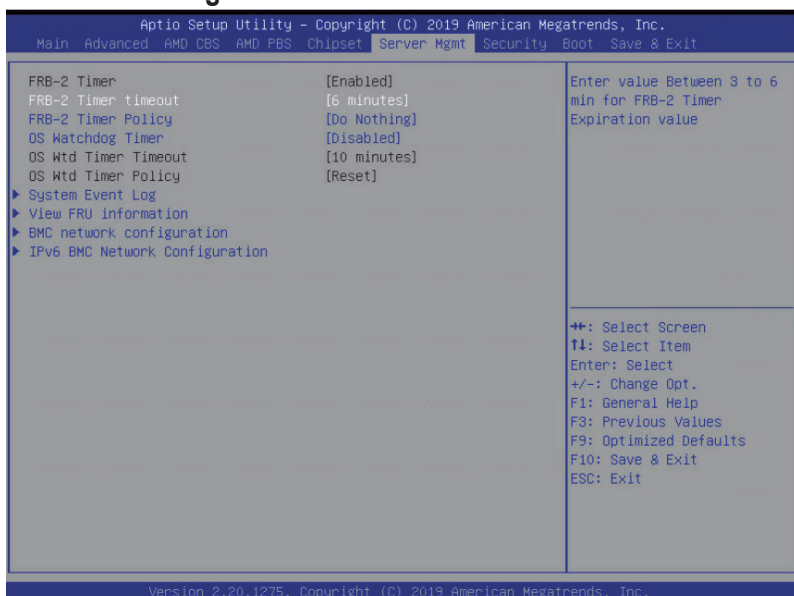 Aptio Setup Utility – Copyright (C) 2019 American Megatrends, Inc.
Main Advanced AMD CBS AMD PBS Chipset Server Mgmt Security Boot Save & Exit
FRB-2 Timer [Enabled]
FRB-2 Timer timeout [6 minutes]
FRB-2 Timer Policy [Do Nothing]
OS Watchdog Timer [Disabled]
OS Wtd Timer Timeout [10 minutes]
OS Wtd Timer Policy [Reset]
▶ System Event Log
▶ View FRU information
▶ BMC network configuration
▶ IPv6 BMC Network Configuration
Enter value Between 3 to 6
min for FRB-2 Timer
Expiration value
→←: Select Screen
↑↓: Select Item
Enter: Select
+/-: Change Opt.
F1: General Help
F3: Previous Values
F9: Optimized Defaults
F10: Save & Exit
ESC: Exit
Version 2.20.1275. Copyright (C) 2019 American Megatrends, Inc.